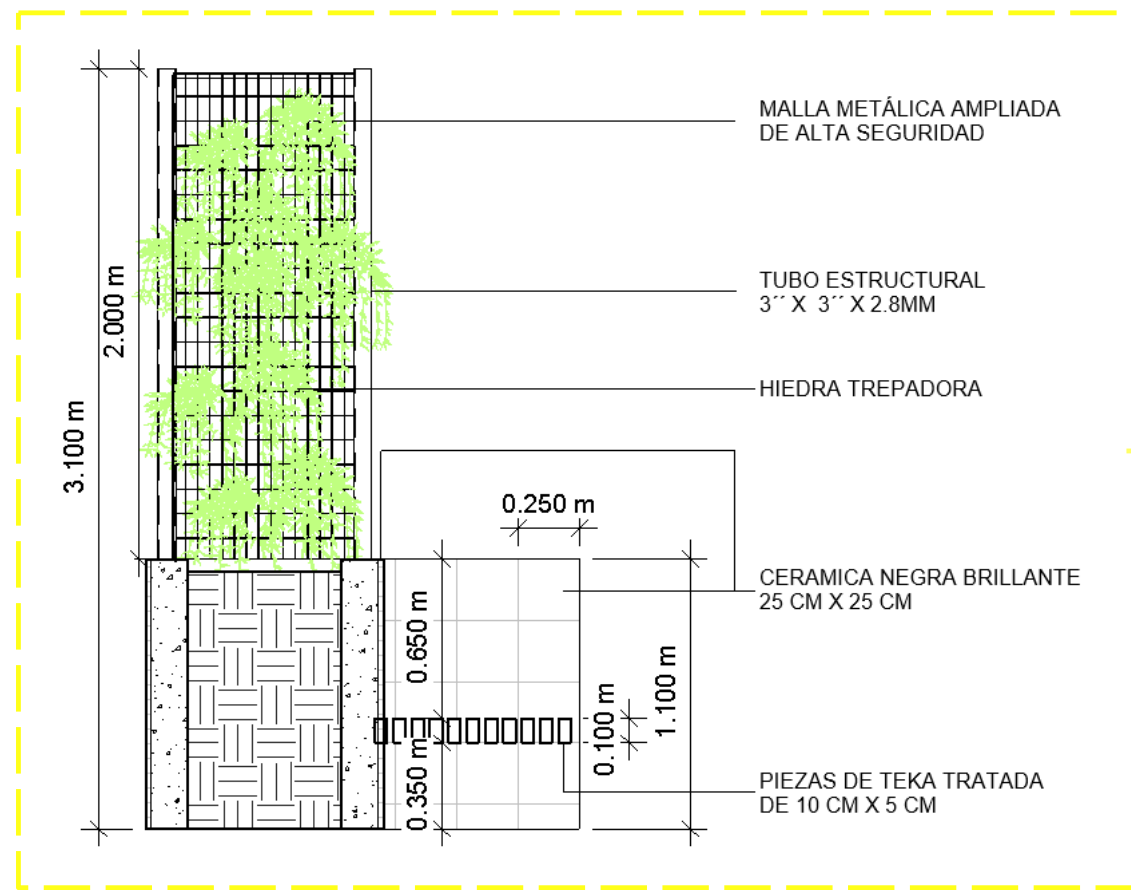 MALLA METÁLICA AMPLIADA
DE ALTA SEGURIDAD
TUBO ESTRUCTURAL
3´´ X  3´´ X 2.8MM
HIEDRA TREPADORA
CERAMICA NEGRA BRILLANTE
25 CM X 25 CM
PIEZAS DE TEKA TRATADA
DE 10 CM X 5 CM
2.000 m
3.100 m
0.250 m
0.650 m
0.350 m
0.100 m
1.100 m